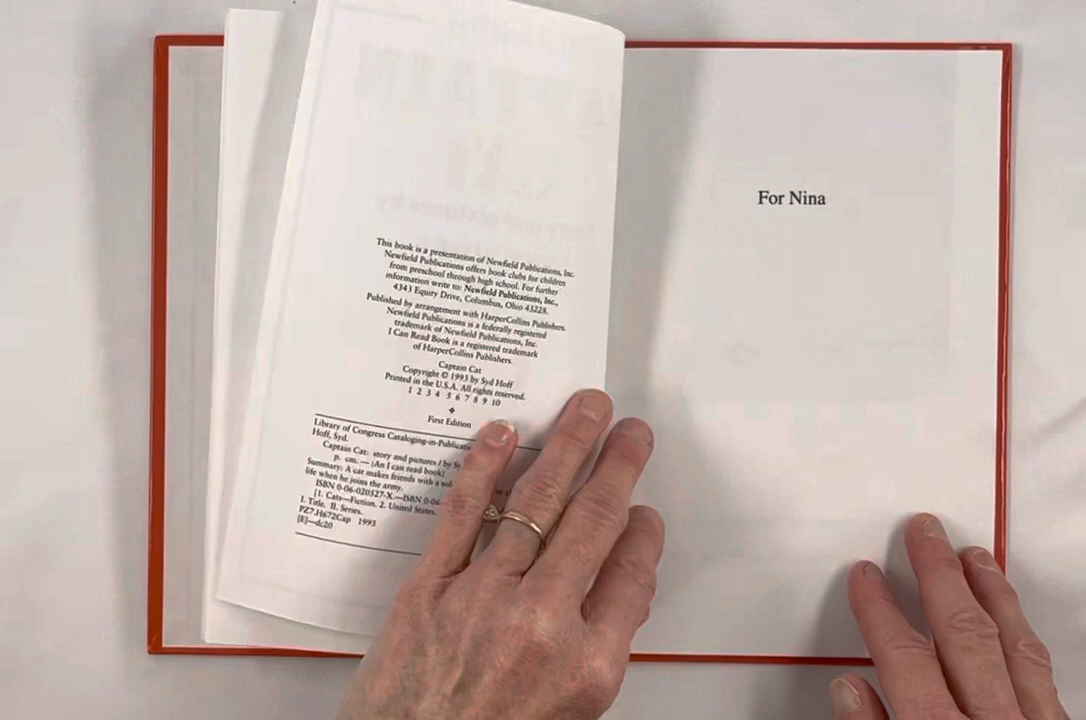 This book is a presentation of Newfield Publications, Inc.
Newfield Publications offers book clubs for children
from preschool through high school. For further
information write to: Newfield Publications, Inc.,
4343 Equity Drive, Columbus, Ohio 43228.
Published by arrangement with HarperCollins Publishers.
Newfield Publications is a federally registered
trademark of Newfield Publications, Inc.
I Can Read Book is a registered trademark
of HarperCollins Publishers.
Captain Cat
Copyright © 1993 by Syd Hoff
Printed in the U.S.A. All rights reserved.
1 2 3 4 5 6 7 8 9 10
First Edition
Library of Congress Cataloging-in-Publication
Hoff, Syd.
Captain Cat: story and pictures / by
p. cm. — (An I can read book)
Summary: A cat makes friends with a
life when he joins the army.
ISBN 0-06-020527-X.—ISBN 0-06-
[1. Cats—Fiction. 2. United States.
I. Title. II. Series.
PZ7.H672Cap 1993
[E]—dc20
For Nina